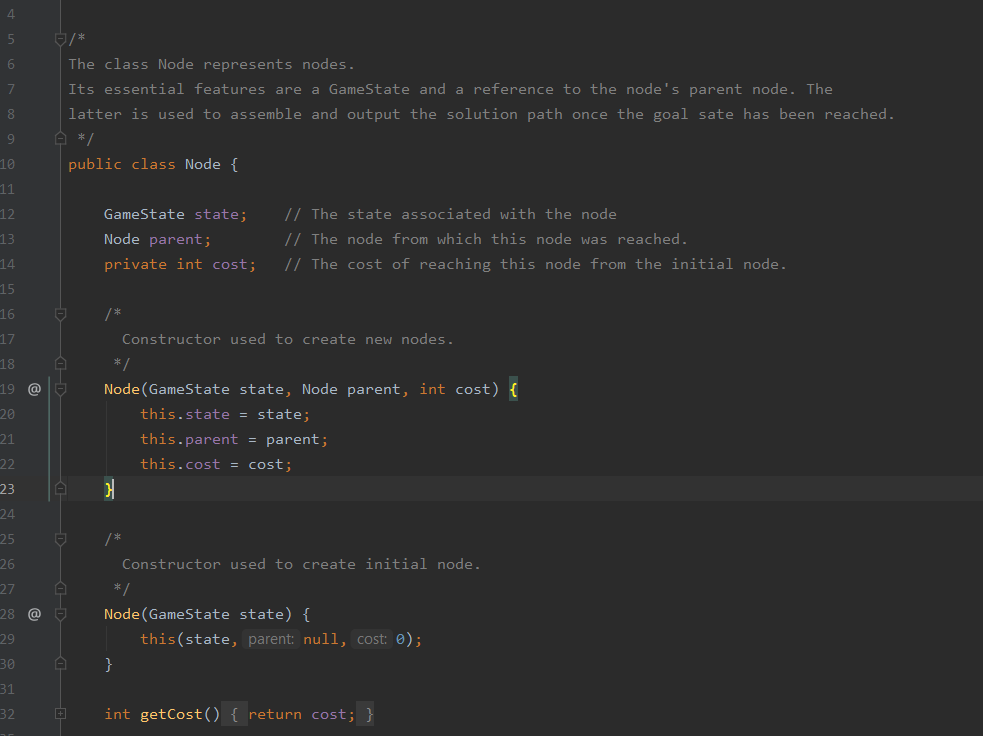 4
5 /*
6 The class Node represents nodes.
7 Its essential features are a GameState and a reference to the node's parent node. The
8 latter is used to assemble and output the solution path once the goal sate has been reached.
9 */
10 public class Node {
11
12 GameState state; // The state associated with the node
13 Node parent; // The node from which this node was reached.
14 private int cost; // The cost of reaching this node from the initial node.
15
16 /*
17 Constructor used to create new nodes.
18 */
19 @ Node(GameState state, Node parent, int cost) {
20 this.state = state;
21 this.parent = parent;
22 this.cost = cost;
23 }
24
25 /*
26 Constructor used to create initial node.
27 */
28 @ Node(GameState state) {
29 this(state, parent: null, cost: 0);
30 }
31
32 int getCost() { return cost; }